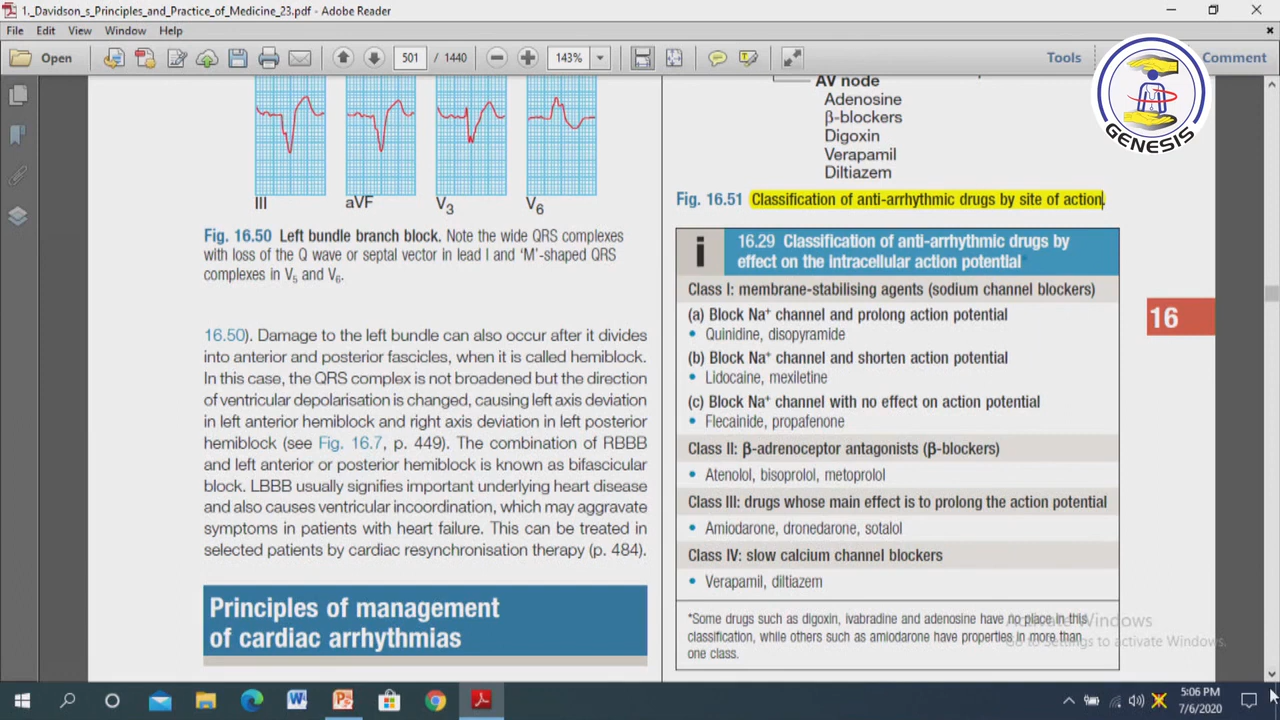 1._Davidson_s_Principles_and_Practice_of_Medicine_23.pdf - Adobe Reader
File Edit View Window Help
Open 501 / 1440 143% Tools Comment
GENESIS
III aVF V3 V6
Fig. 16.50 Left bundle branch block. Note the wide QRS complexes
with loss of the Q wave or septal vector in lead I and ‘M’-shaped QRS
complexes in V5 and V6.
16.50). Damage to the left bundle can also occur after it divides
into anterior and posterior fascicles, when it is called hemiblock.
In this case, the QRS complex is not broadened but the direction
of ventricular depolarisation is changed, causing left axis deviation
in left anterior hemiblock and right axis deviation in left posterior
hemiblock (see Fig. 16.7, p. 449). The combination of RBBB
and left anterior or posterior hemiblock is known as bifascicular
block. LBBB usually signifies important underlying heart disease
and also causes ventricular incoordination, which may aggravate
symptoms in patients with heart failure. This can be treated in
selected patients by cardiac resynchronisation therapy (p. 484).
Principles of management
of cardiac arrhythmias
AV node
Adenosine
β-blockers
Digoxin
Verapamil
Diltiazem
Fig. 16.51 Classification of anti-arrhythmic drugs by site of action.
i
16.29 Classification of anti-arrhythmic drugs by
effect on the intracellular action potential*
Class I: membrane-stabilising agents (sodium channel blockers)
(a) Block Na+ channel and prolong action potential
• Quinidine, disopyramide
(b) Block Na+ channel and shorten action potential
• Lidocaine, mexiletine
(c) Block Na+ channel with no effect on action potential
• Flecainide, propafenone
Class II: β-adrenoceptor antagonists (β-blockers)
• Atenolol, bisoprolol, metoprolol
Class III: drugs whose main effect is to prolong the action potential
• Amiodarone, dronedarone, sotalol
Class IV: slow calcium channel blockers
• Verapamil, diltiazem
*Some drugs such as digoxin, ivabradine and adenosine have no place in this
classification, while others such as amiodarone have properties in more than
one class.
16
Activate Windows
Go to Settings to activate Windows.
5:06 PM
7/6/2020